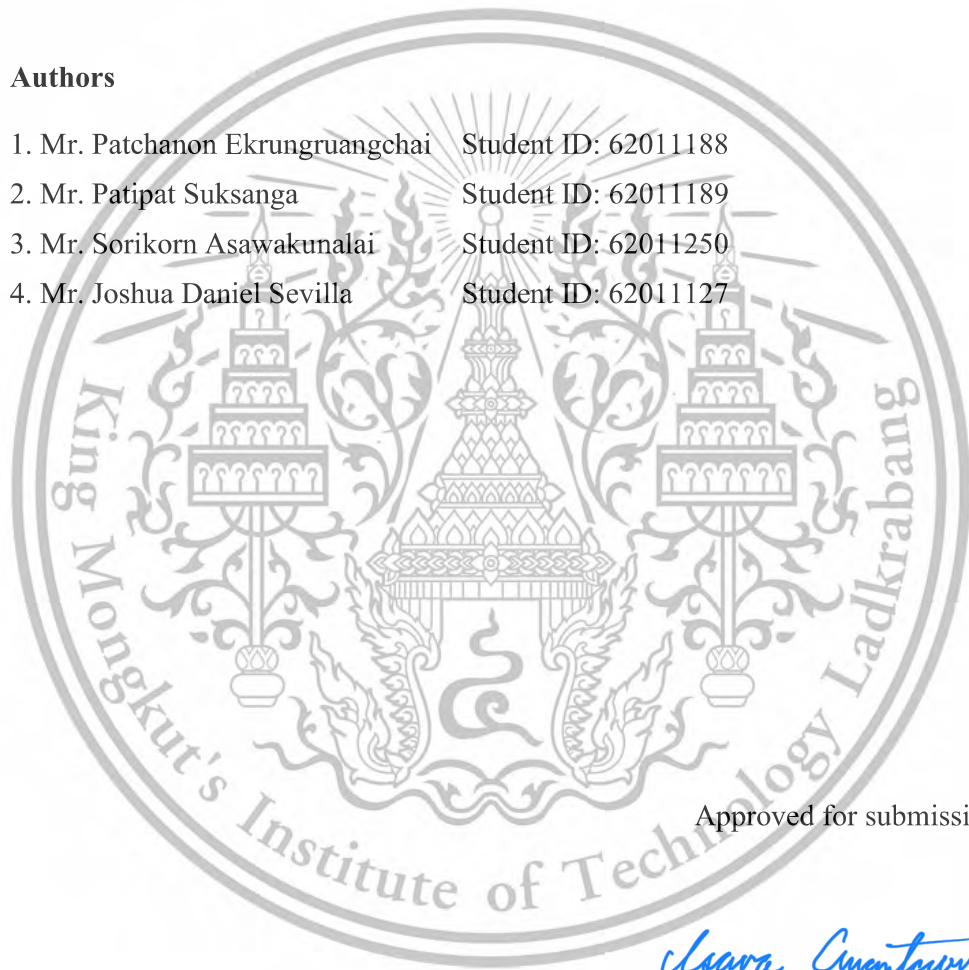 Authors
1. Mr. Patchanon Ekrungruangchai Student ID: 62011188
2. Mr. Patipat Suksanga Student ID: 62011189
3. Mr. Sorikorn Asawakunalai Student ID: 62011250
4. Mr. Joshua Daniel Sevilla Student ID: 62011127
King Mongkut's Institute of Technology Ladkrabang
Approved for submissi